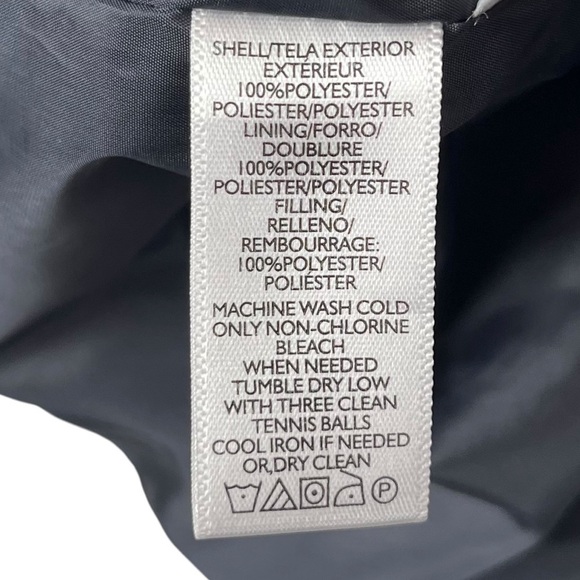 SHELL/TELA EXTERIOR
EXTÉRIEUR
100%POLYESTER/
POLIESTER/POLYESTER
LINING/FORRO/
DOUBLURE
100%POLYESTER/
POLIESTER/POLYESTER
FILLING/
RELLENO/
REMBOURRAGE:
100%POLYESTER/
POLIÉSTER
MACHINE WASH COLD
ONLY NON-CHLORINE
BLEACH
WHEN NEEDED
TUMBLE DRY LOW
WITH THREE CLEAN
TENNIS BALLS
COOL IRON IF NEEDED
OR,DRY CLEAN
P